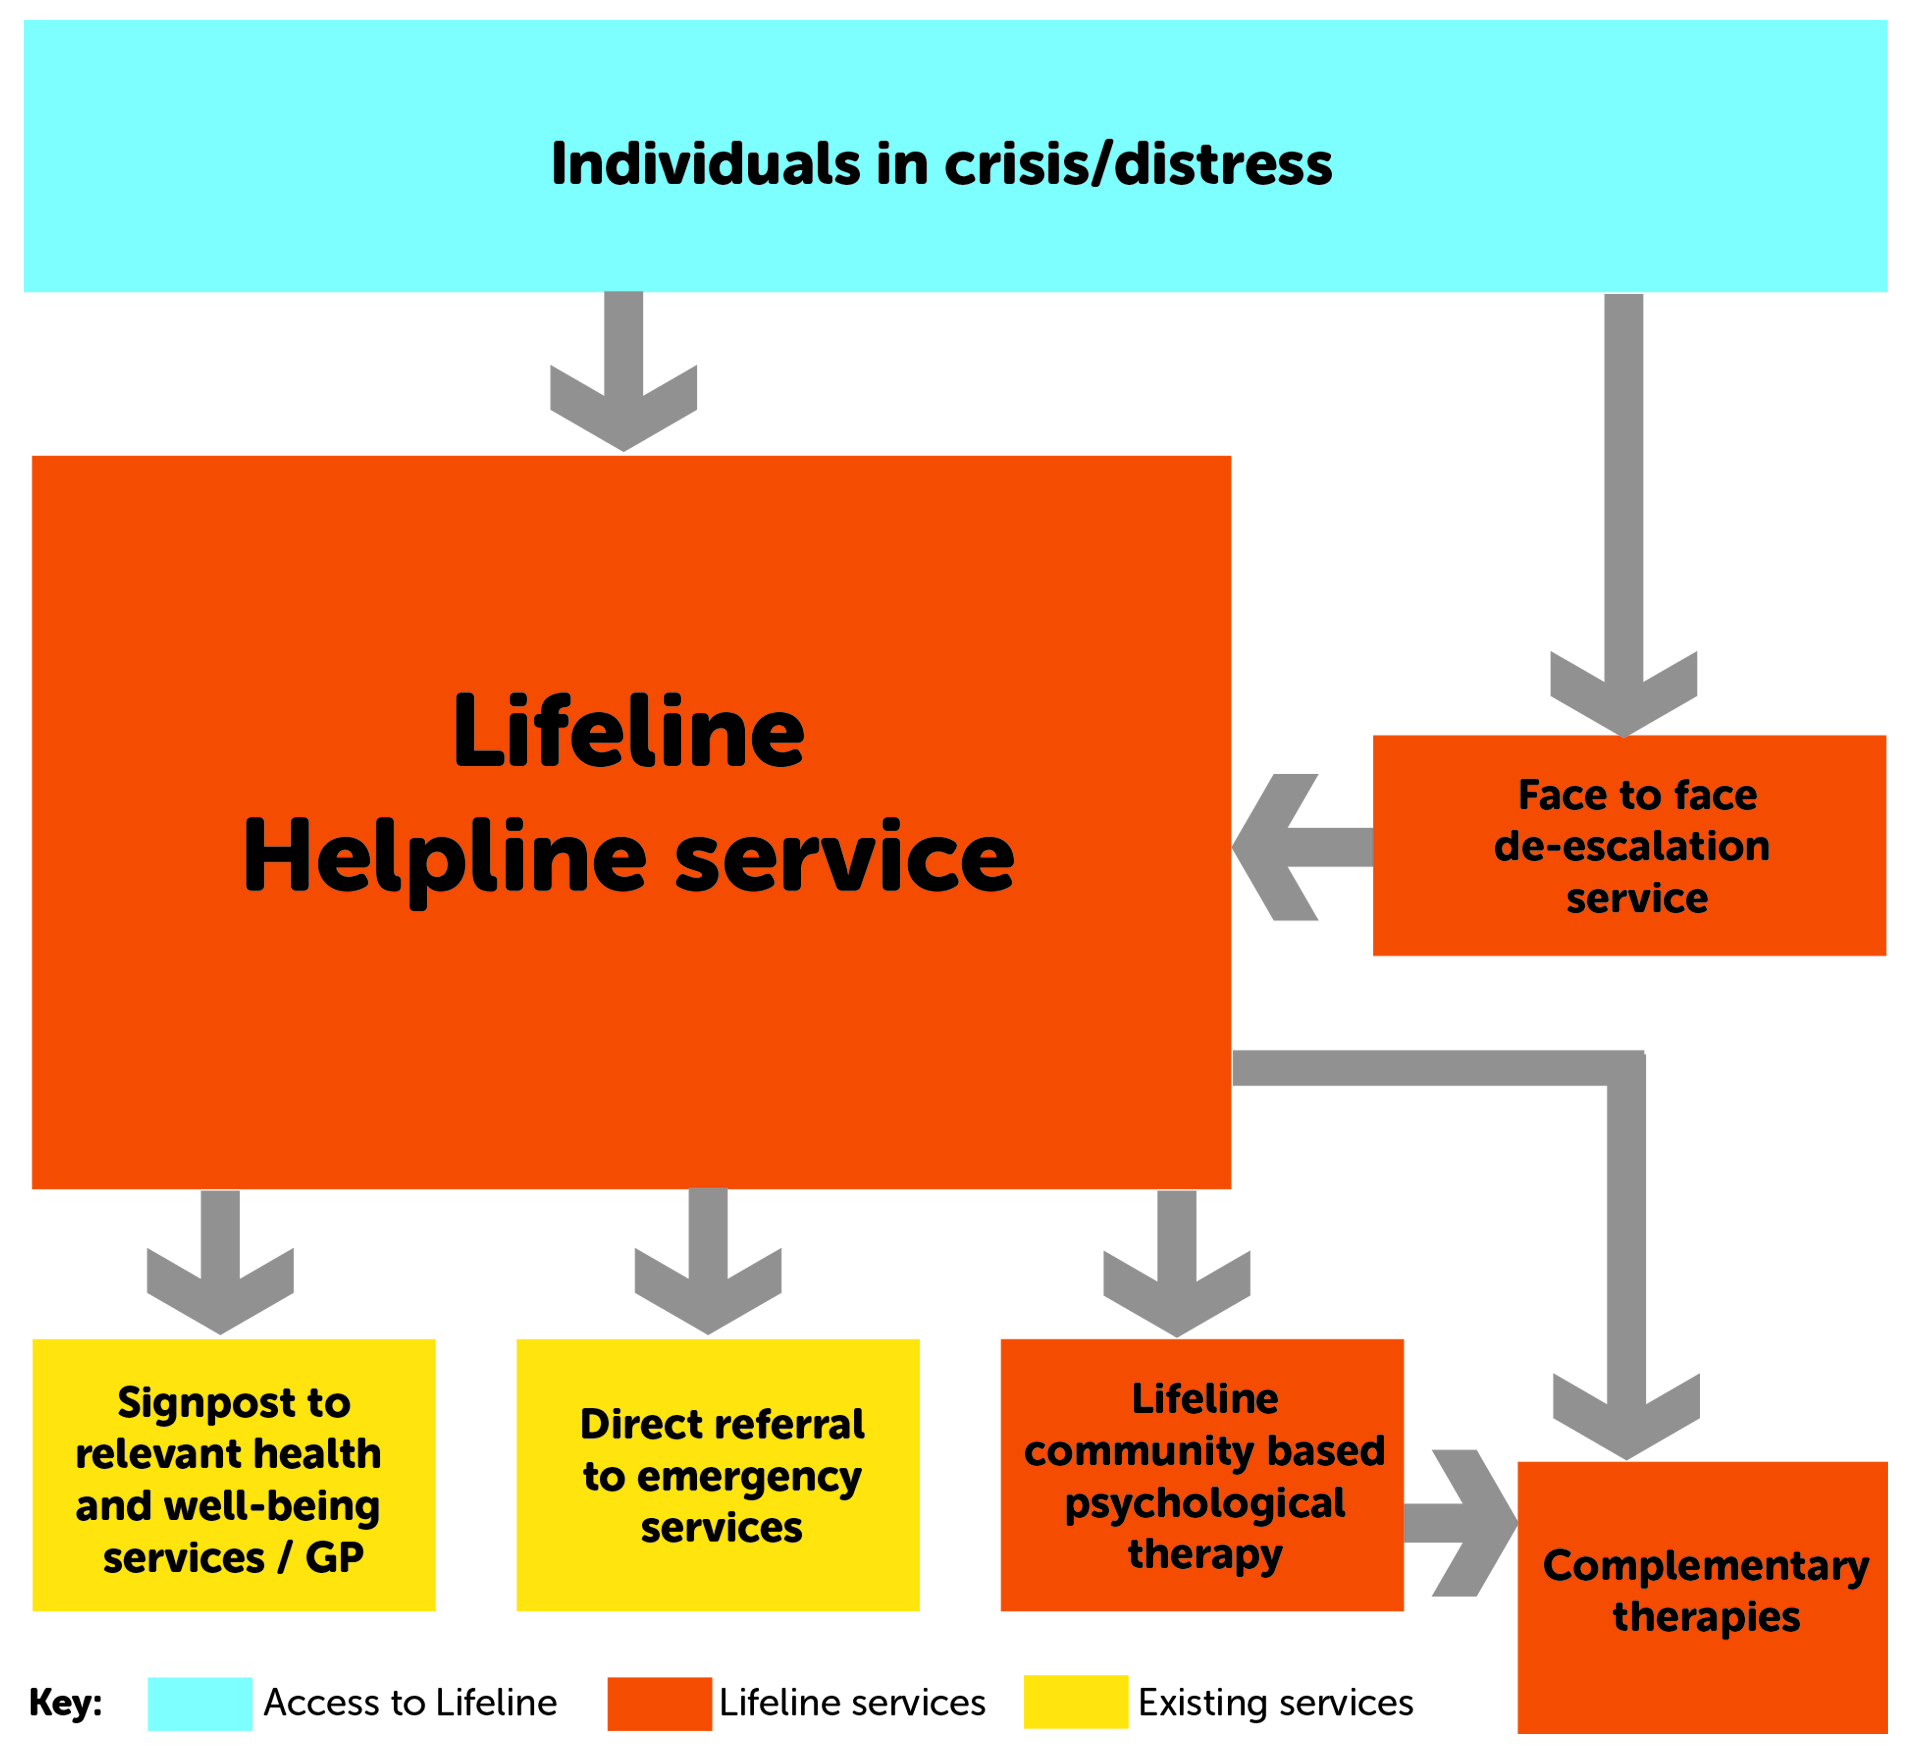 Individuals in crisis/distress
Lifeline
Helpline service
Face to face
de-escalation
service
Signpost to
relevant health
and well-being
services / GP
Direct referral
to emergency
services
Lifeline
community based
psychological
therapy
Complementary
therapies
Key:
Access to Lifeline
Lifeline services
Existing services